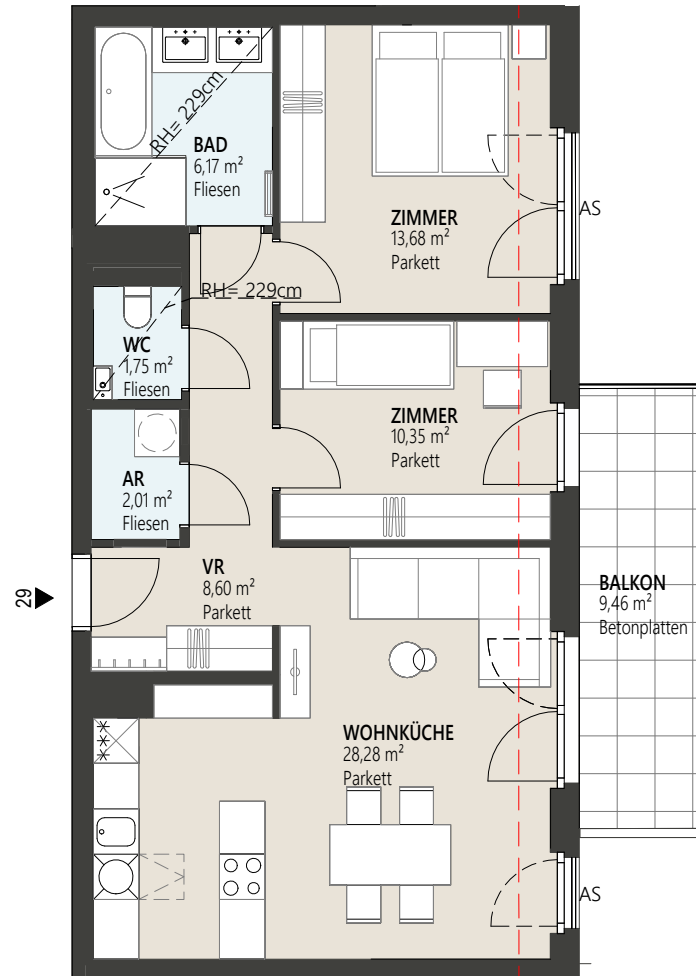 RH= 229cm
BAD
6,17 m²
Fliesen
ZIMMER
13,68 m²
Parkett
AS
RH= 229cm
WC
1,75 m²
Fliesen
ZIMMER
10,35 m²
Parkett
AR
2,01 m²
Fliesen
VR
8,60 m²
Parkett
29
BALKON
9,46 m²
Betonplatten
WOHNKÜCHE
28,28 m²
Parkett
AS